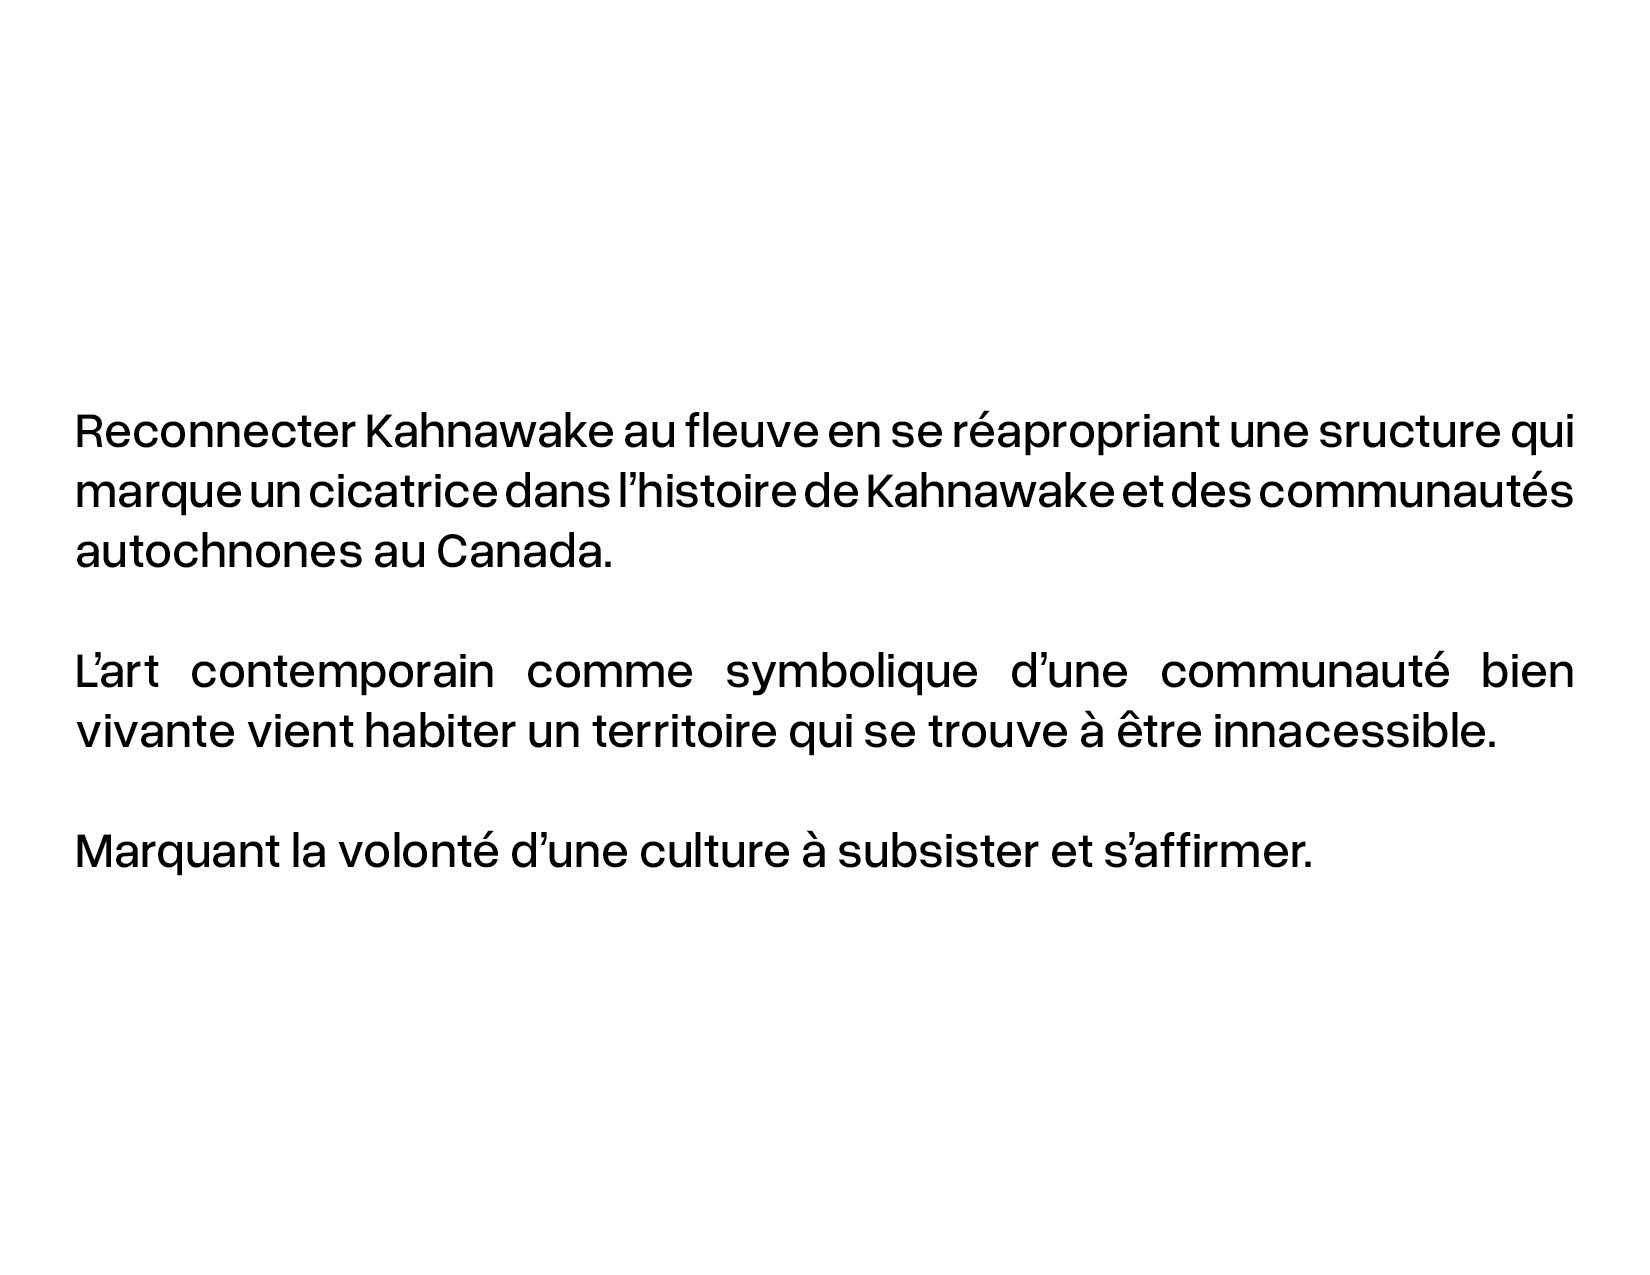 Reconnecter Kahnawake au fleuve en se réapropriant une sructure qui
marque un cicatrice dans l’histoire de Kahnawake et des communautés
autochnones au Canada.
L’art contemporain comme symbolique d’une communauté bien
vivante vient habiter un territoire qui se trouve à être innacessible.
Marquant la volonté d’une culture à subsister et s’affirmer.